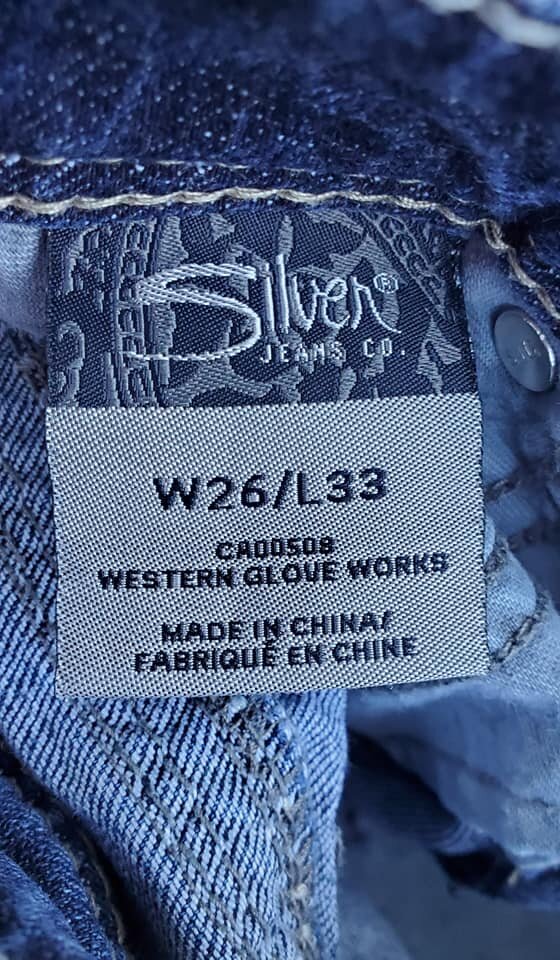 Silver®
JEANS CO.
W26/L33
CA00508
WESTERN GLOVE WORKS
MADE IN CHINA/
FABRIQUÉ EN CHINE